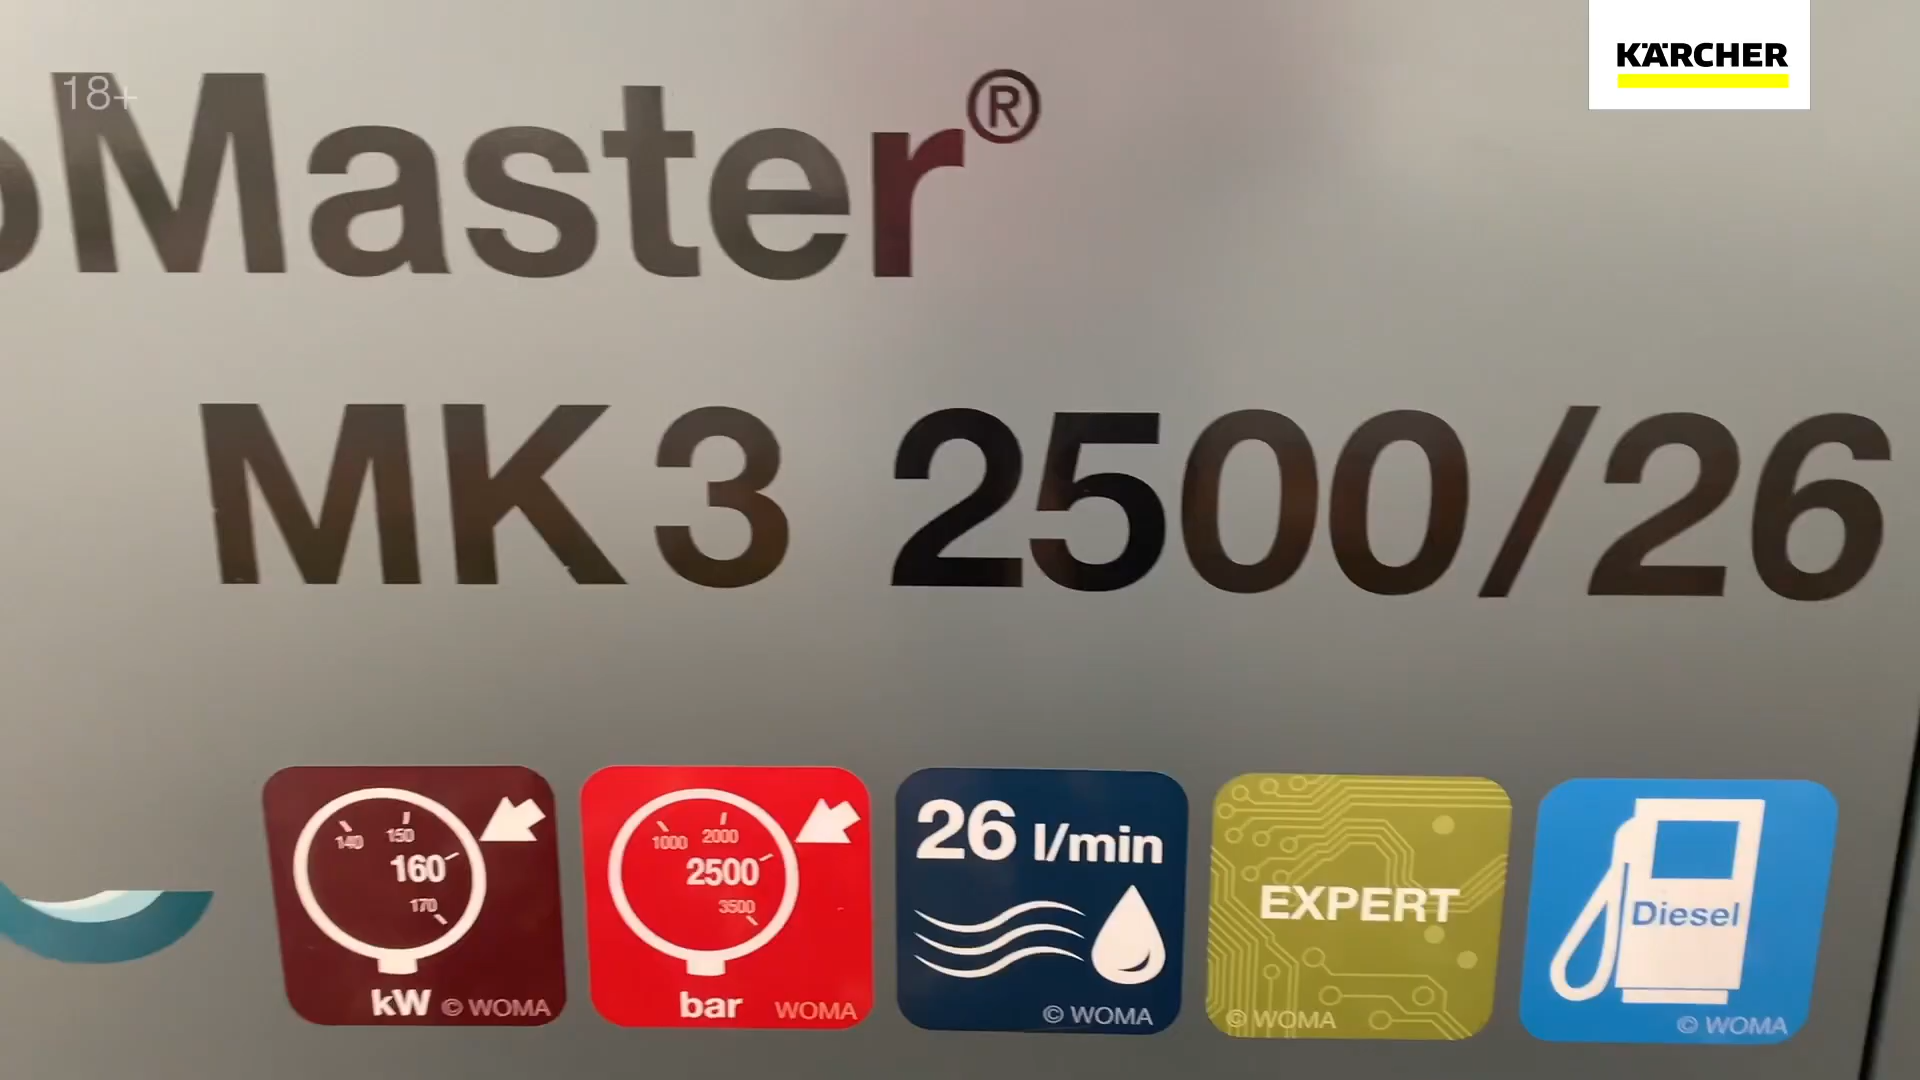 KÄRCHER
18+
oMaster®
MK3 2500/26
140 150 160 170
kW © WOMA
1000 2000 2500 3500
bar WOMA
26 l/min
© WOMA
EXPERT
© WOMA
Diesel
© WOMA